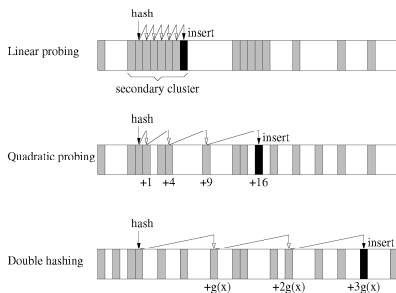 hash
insert
Linear probing
secondary cluster
hash
insert
Quadratic probing
+1 +4 +9 +16
hash
insert
Double hashing
+g(x) +2g(x) +3g(x)